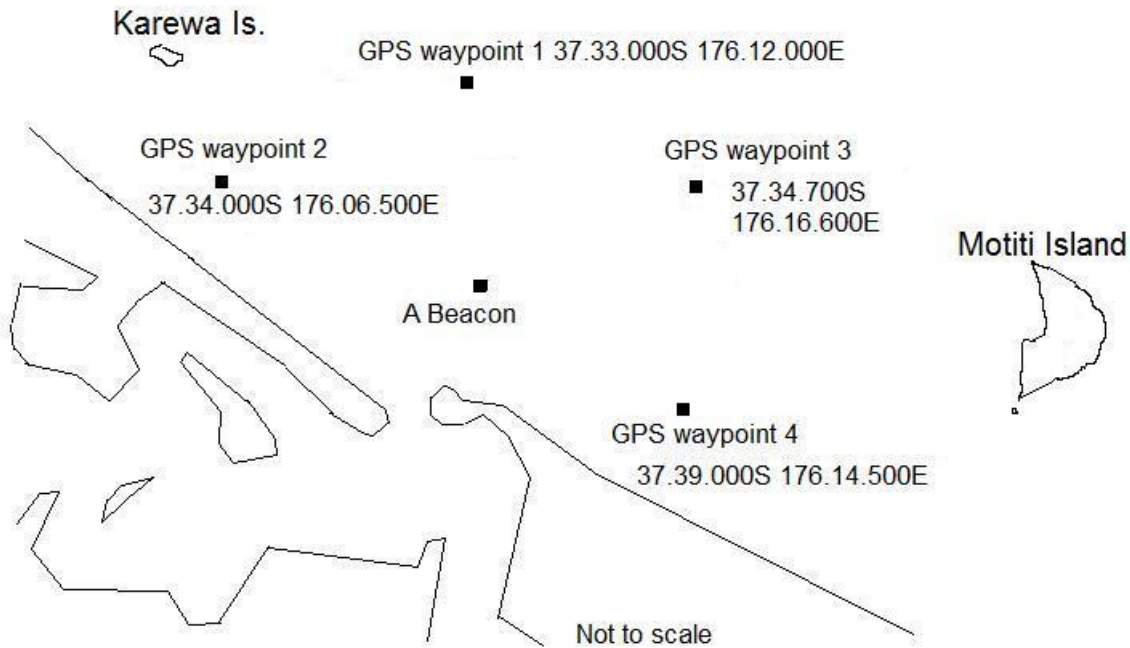 Karewa Is.
GPS waypoint 1 37.33.000S 176.12.000E
GPS waypoint 2
37.34.000S 176.06.500E
GPS waypoint 3
37.34.700S
176.16.600E
Motiti Island
A Beacon
GPS waypoint 4
37.39.000S 176.14.500E
Not to scale